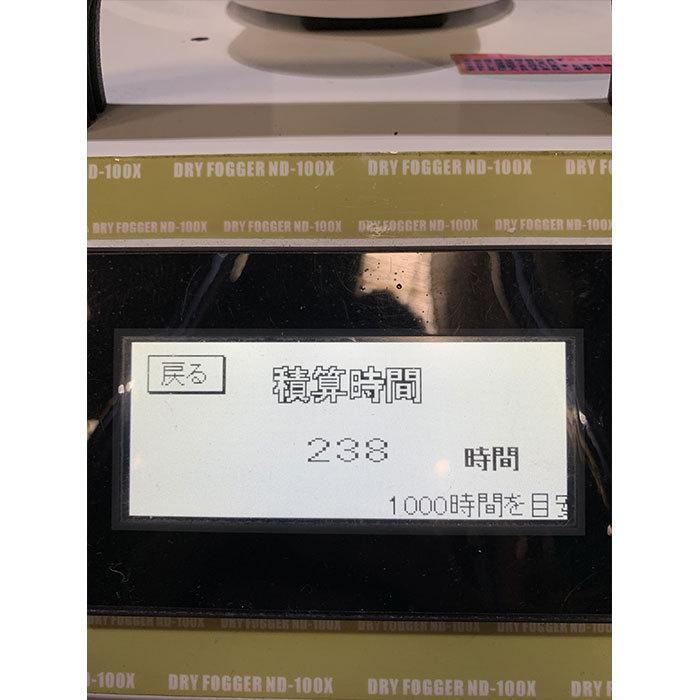 D-100X DRY FOGGER ND-100X DRY FOGGER ND-100X DRY FO
DRY FOGGER ND-100X DRY FOGGER ND-100X DRY FOGGER ND-100X DRY FOGGER ND-100X
戻る
積算時間
238 時間
1000時間を目安
DRY FOGGER ND-100X
-100X DRY FOGGER ND-100X DRY FOGGER ND-100X DRY FOG